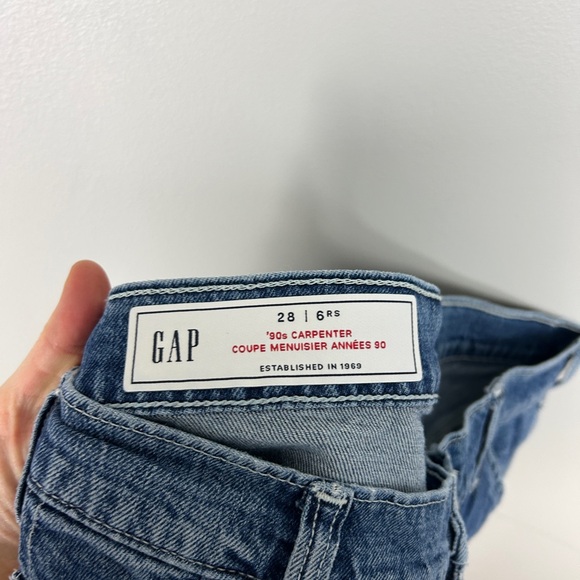 GAP
28 | 6RS
'90s CARPENTER
COUPE MENUISIER ANNÉES 90
ESTABLISHED IN 1969